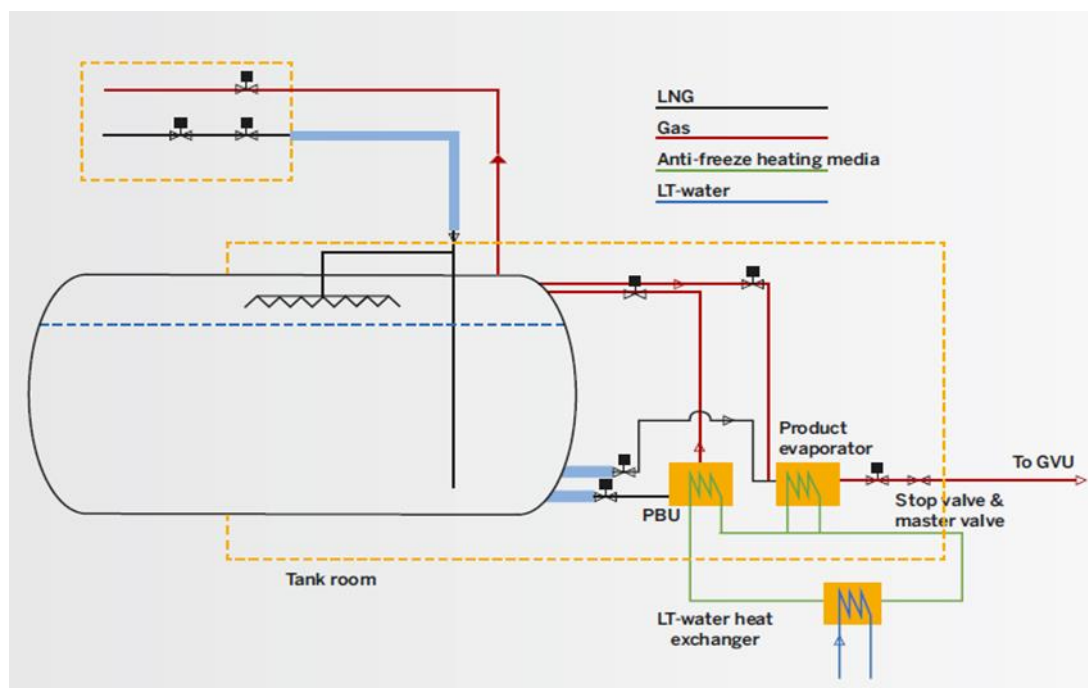 LNG
Gas
Anti-freeze heating media
LT-water
Product
evaporator
To GVU
Stop valve &
master valve
PBU
Tank room
LT-water heat
exchanger